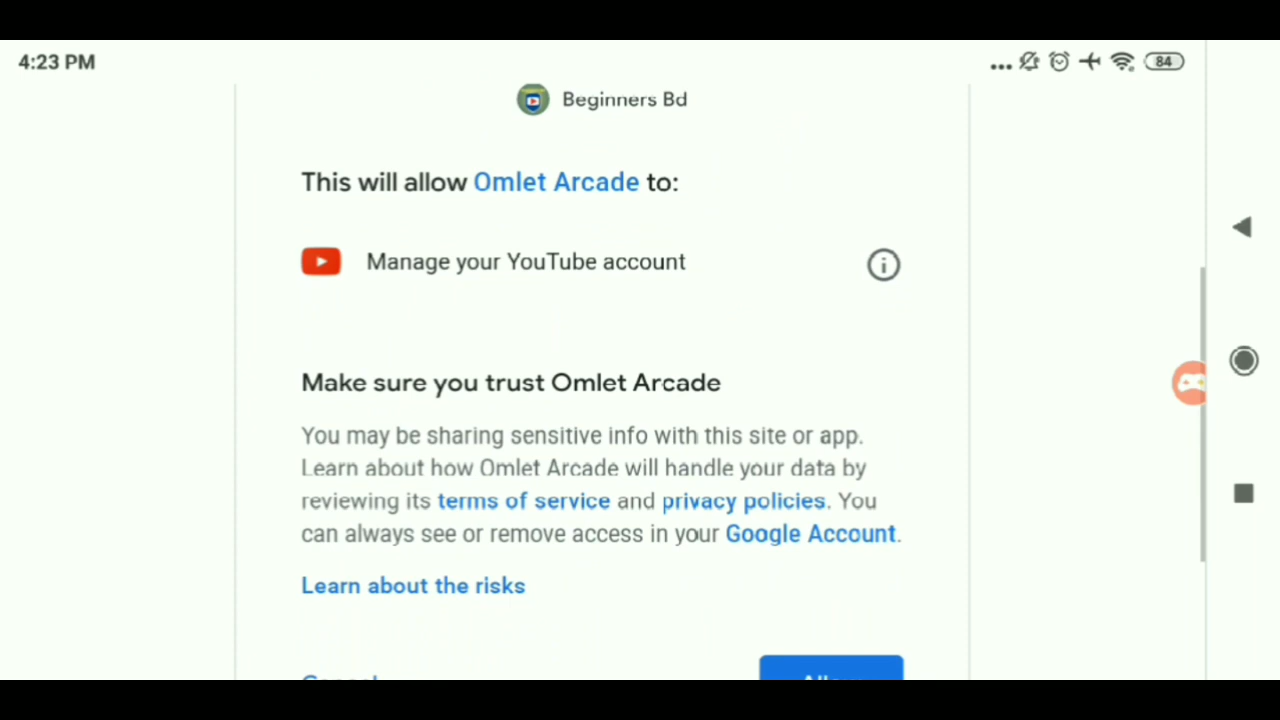 4:23 PM
84
Beginners Bd
This will allow Omlet Arcade to:
Manage your YouTube account
Make sure you trust Omlet Arcade
You may be sharing sensitive info with this site or app.
Learn about how Omlet Arcade will handle your data by
reviewing its terms of service and privacy policies. You
can always see or remove access in your Google Account.
Learn about the risks